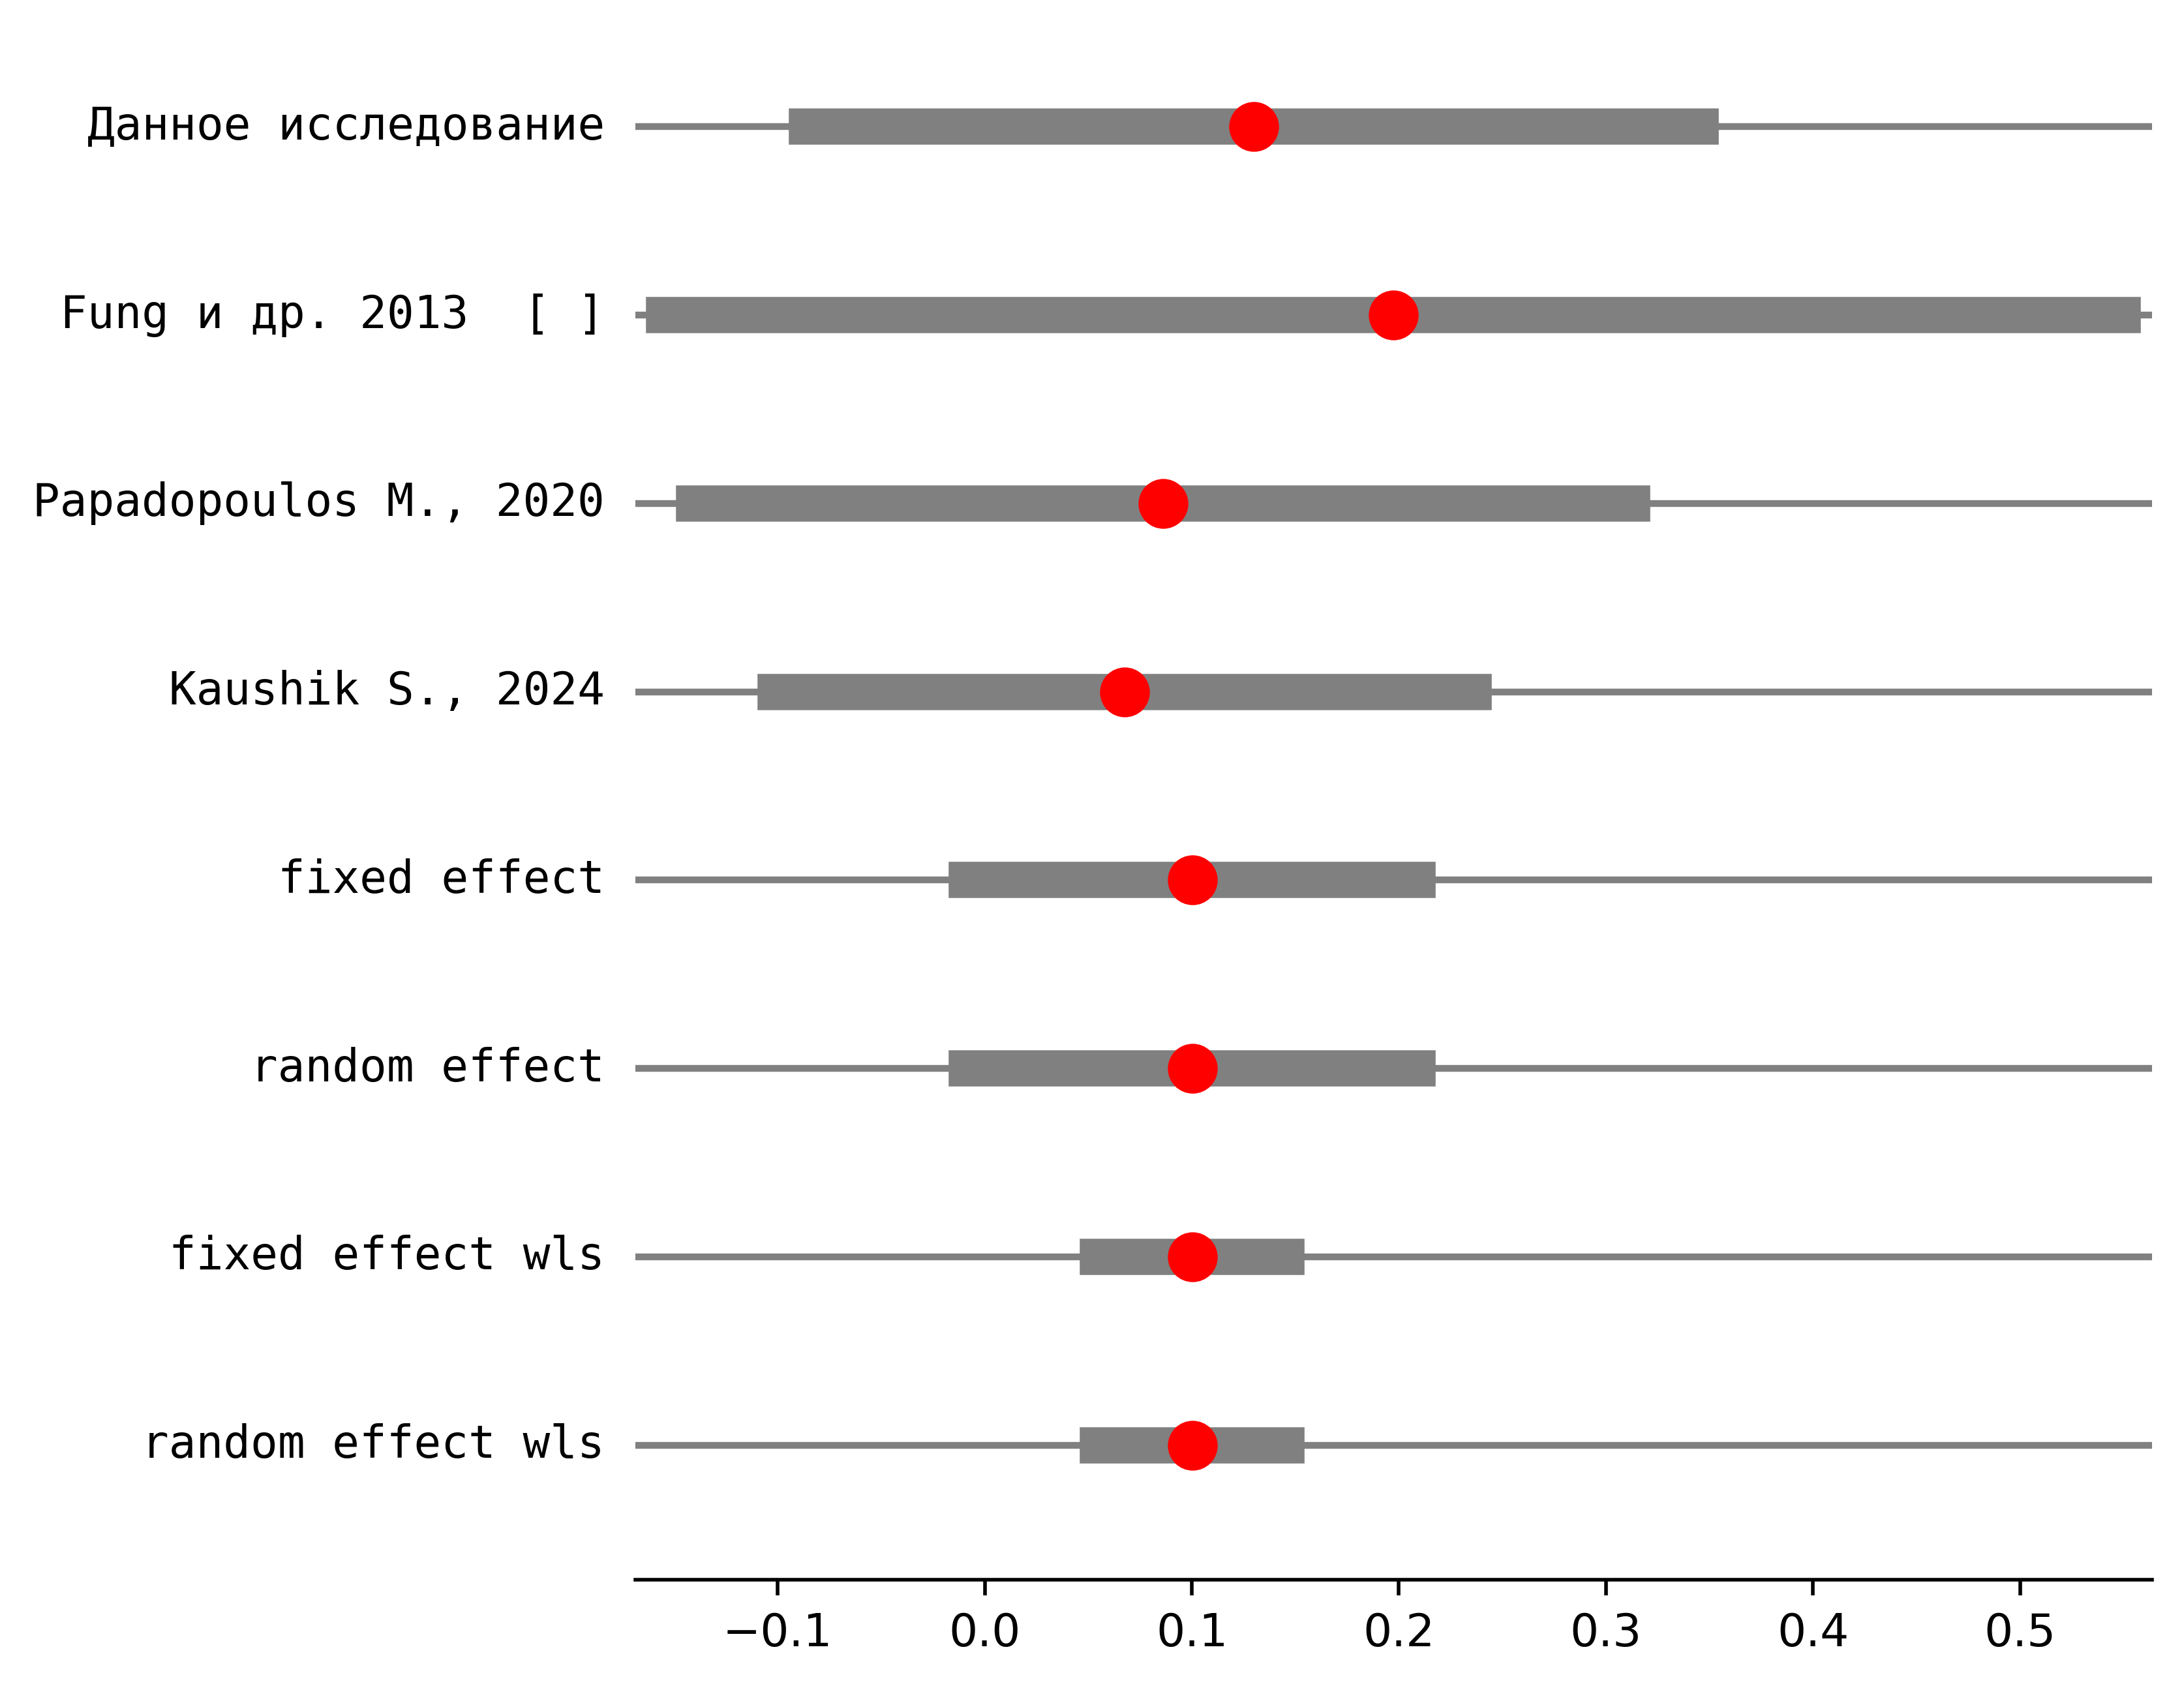 Данное исследование
Fung и др. 2013  [ ]
Papadopoulos M., 2020
Kaushik S., 2024
fixed effect
random effect
fixed effect wls
random effect wls
−0.1 0.0 0.1 0.2 0.3 0.4 0.5